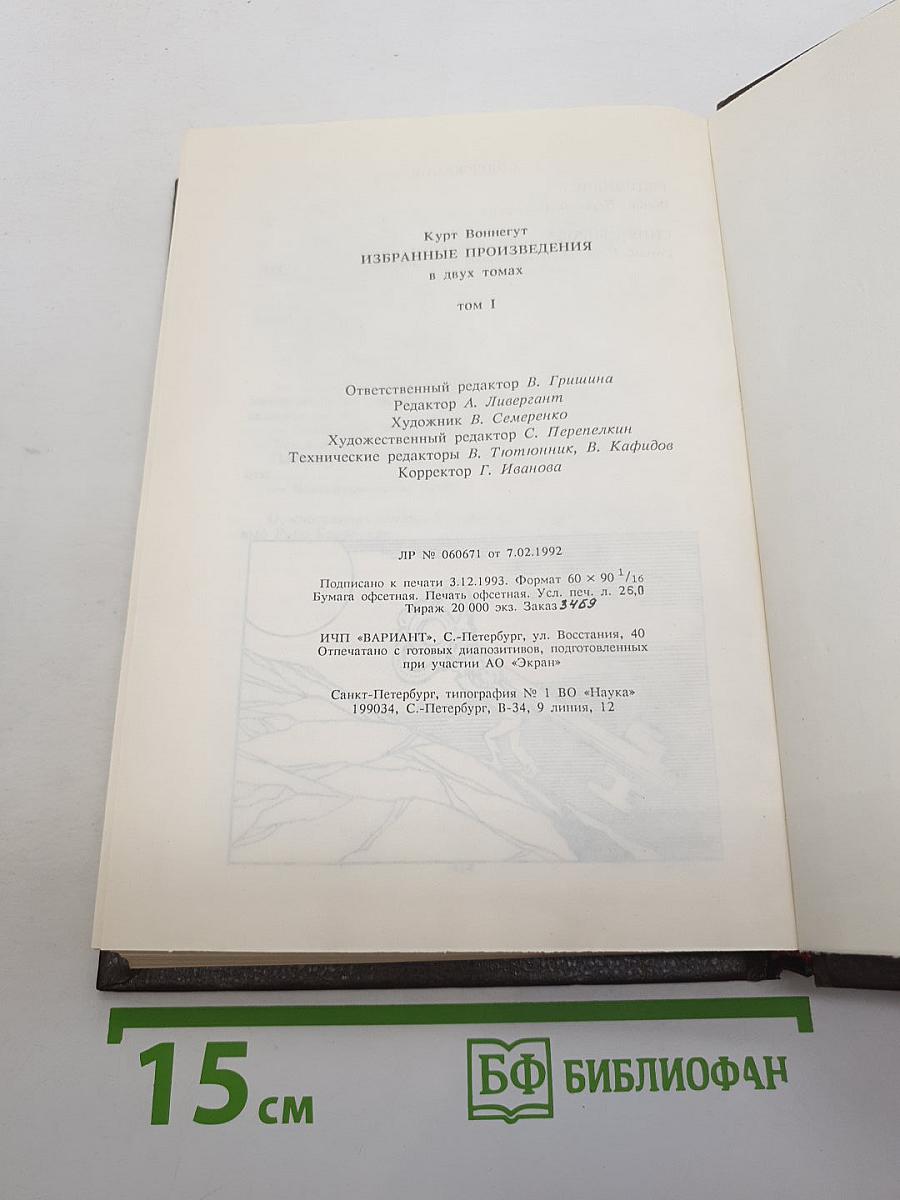 Курт Воннегут
ИЗБРАННЫЕ ПРОИЗВЕДЕНИЯ
в двух томах
том I
Ответственный редактор В. Гришина
Редактор А. Ливергант
Художник В. Семеренко
Художественный редактор С. Перепелкин
Технические редакторы В. Тютюнник, В. Кафидов
Корректор Г. Иванова
ЛР № 060671 от 7.02.1992
Подписано к печати 3.12.1993. Формат 60 × 90 1/16
Бумага офсетная. Печать офсетная. Усл. печ. л. 26,0
Тираж 20 000 экз. Заказ 3469
ИЧП «ВАРИАНТ», С.-Петербург, ул. Восстания, 40
Отпечатано с готовых диапозитивов, подготовленных
при участии АО «Экран»
Санкт-Петербург, типография № 1 ВО «Наука»
199034, С.-Петербург, В-34, 9 линия, 12
15 см
БФ БИБЛИОФАН